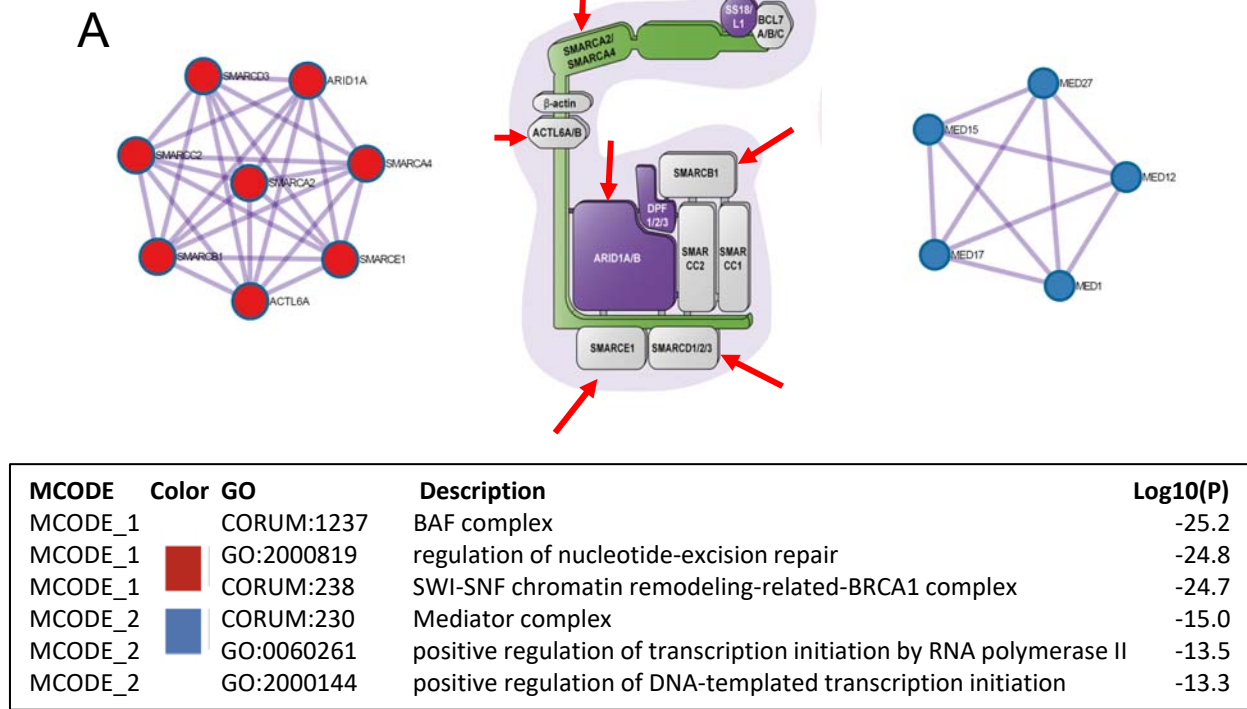 A
SMARCD3
ARID1A
SMARCC2
SMARCA4
SMARCA2
SMARCB1
SMARCE1
ACTL6A
SS18/
L1
BCL7
A/B/C
SMARCA2/
SMARCA4
β-actin
ACTL6A/B
SMARCB1
DPF
1/2/3
ARID1A/B
SMAR
CC2
SMAR
CC1
SMARCE1
SMARCD1/2/3
MED27
MED15
MED12
MED17
MED1
MCODE Color GO Description Log10(P)
MCODE_1 CORUM:1237 BAF complex -25.2
MCODE_1 GO:2000819 regulation of nucleotide-excision repair -24.8
MCODE_1 CORUM:238 SWI-SNF chromatin remodeling-related-BRCA1 complex -24.7
MCODE_2 CORUM:230 Mediator complex -15.0
MCODE_2 GO:0060261 positive regulation of transcription initiation by RNA polymerase II -13.5
MCODE_2 GO:2000144 positive regulation of DNA-templated transcription initiation -13.3